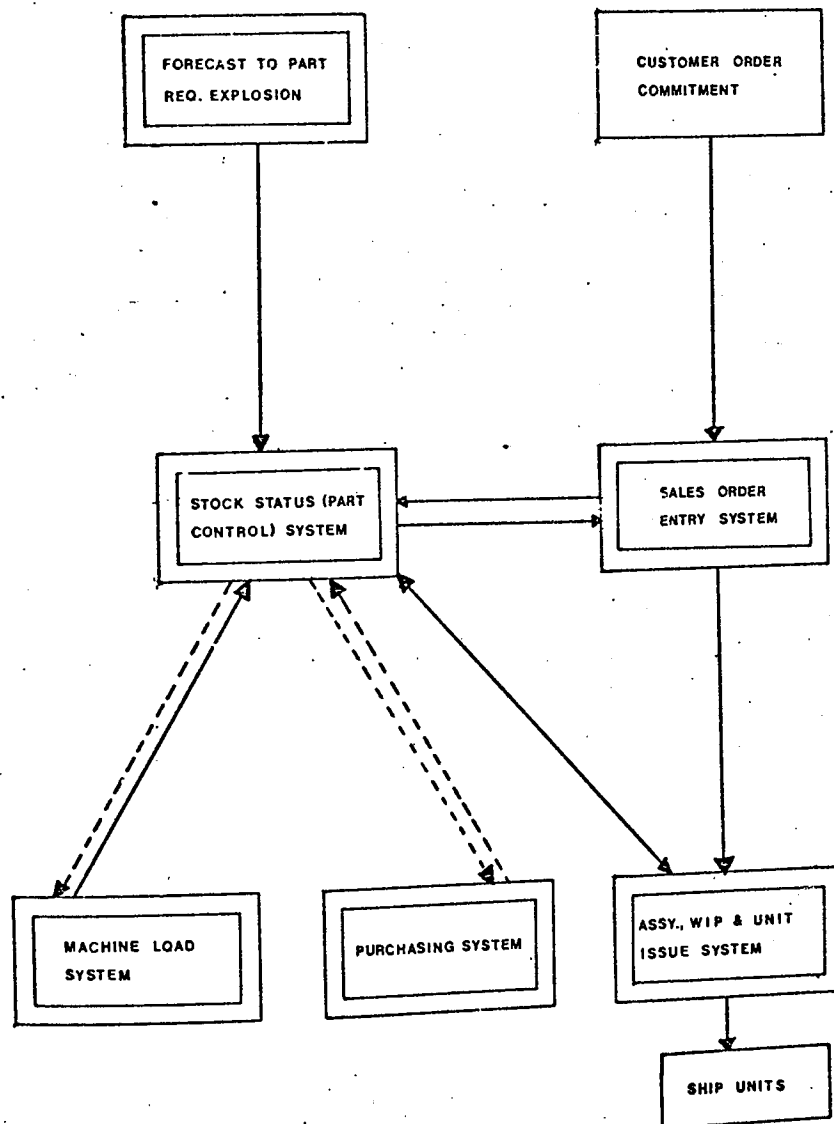 FORECAST TO PART
REQ. EXPLOSION
CUSTOMER ORDER
COMMITMENT
STOCK STATUS (PART
CONTROL) SYSTEM
SALES ORDER
ENTRY SYSTEM
MACHINE LOAD
SYSTEM
PURCHASING SYSTEM
ASSY., WIP & UNIT
ISSUE SYSTEM
SHIP UNITS